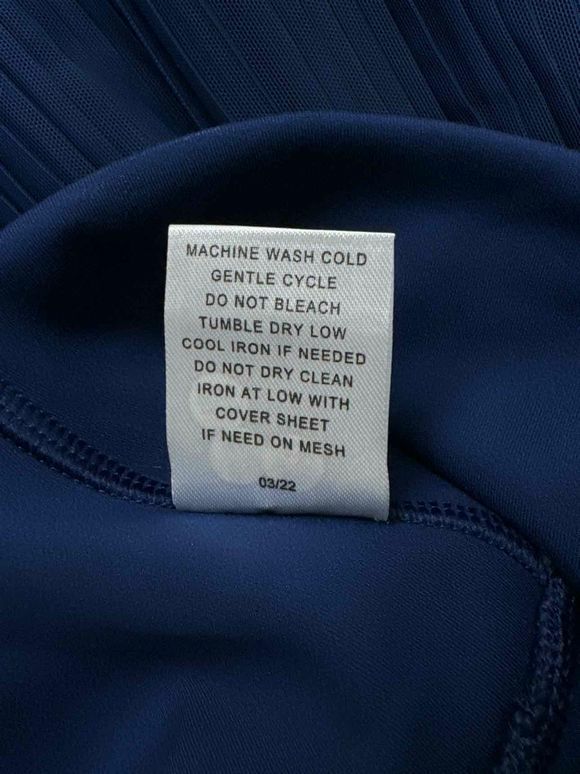 MACHINE WASH COLD
GENTLE CYCLE
DO NOT BLEACH
TUMBLE DRY LOW
COOL IRON IF NEEDED
DO NOT DRY CLEAN
IRON AT LOW WITH
COVER SHEET
IF NEED ON MESH
03/22